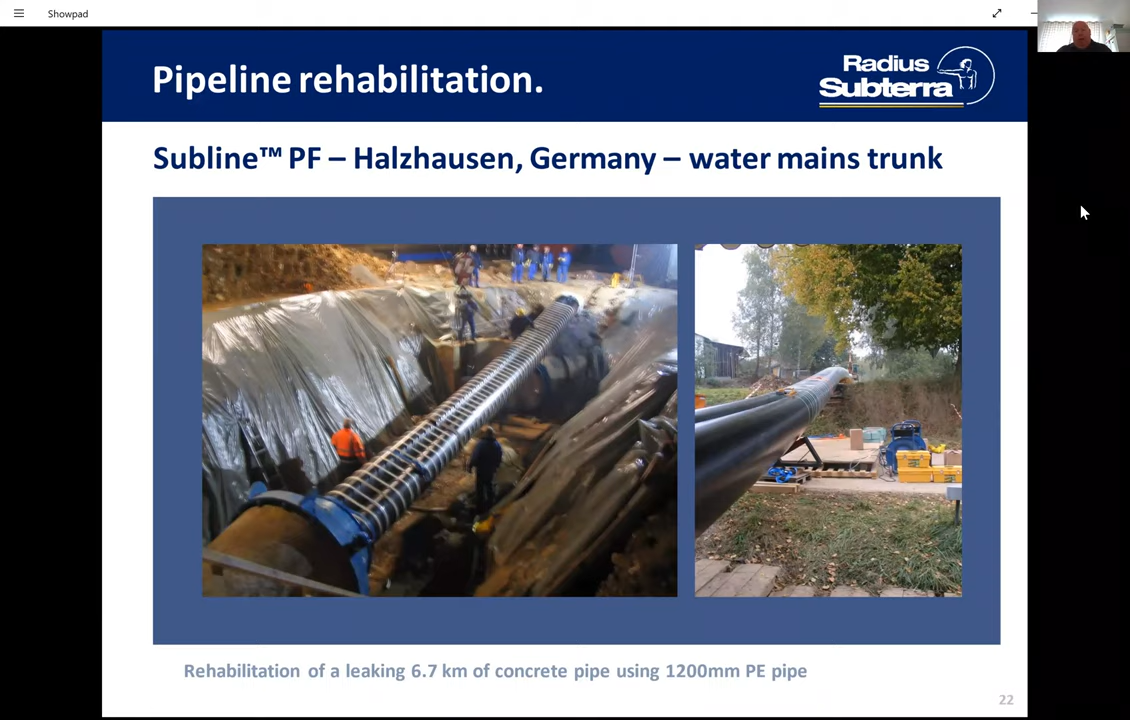 Showpad
Pipeline rehabilitation.
Radius
Subterra
Subline™ PF – Halzhausen, Germany – water mains trunk
Rehabilitation of a leaking 6.7 km of concrete pipe using 1200mm PE pipe
22